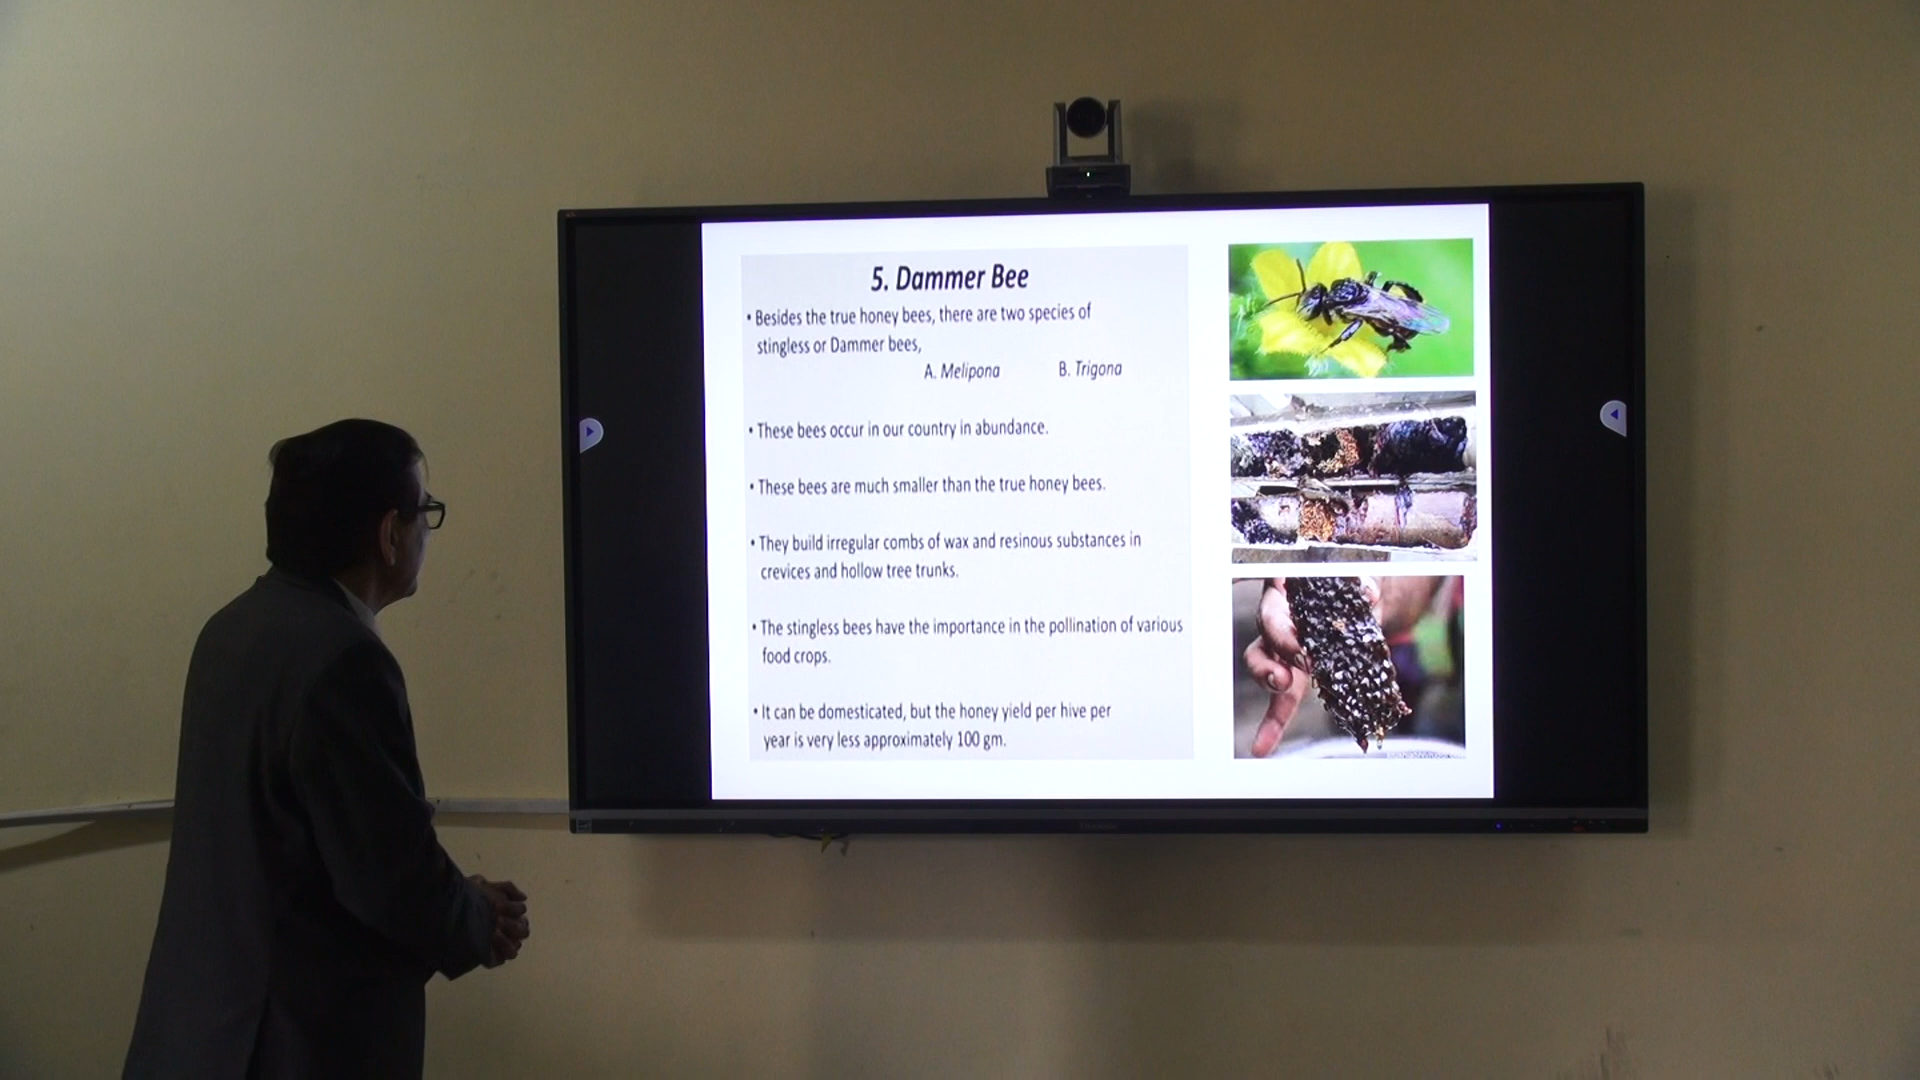 5. Dammer Bee
• Besides the true honey bees, there are two species of
stingless or Dammer bees,
A. Melipona B. Trigona
• These bees occur in our country in abundance.
• These bees are much smaller than the true honey bees.
• They build irregular combs of wax and resinous substances in
crevices and hollow tree trunks.
• The stingless bees have the importance in the pollination of various
food crops.
• It can be domesticated, but the honey yield per hive per
year is very less approximately 100 gm.